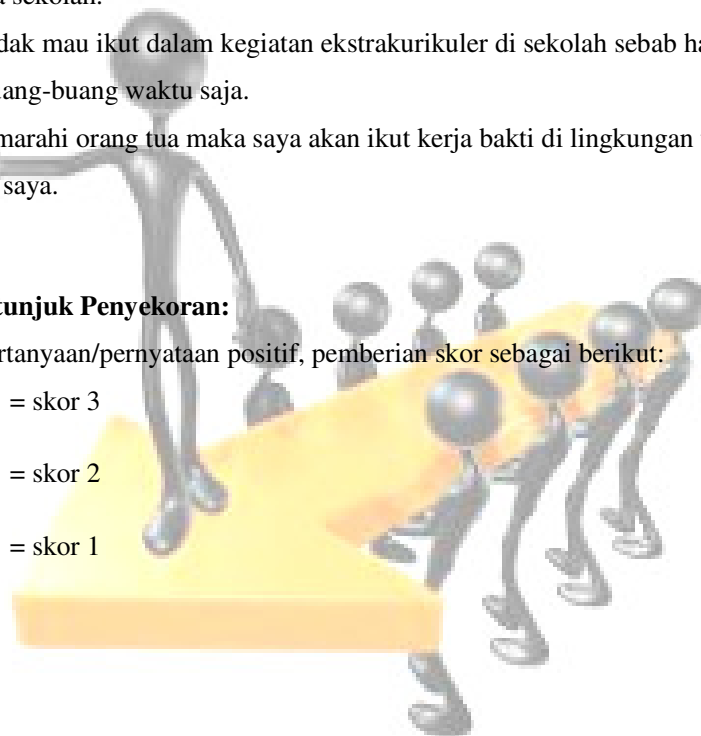 sekolah.
dak mau ikut dalam kegiatan ekstrakurikuler di sekolah sebab ha
ang-buang waktu saja.
marahi orang tua maka saya akan ikut kerja bakti di lingkungan
saya.
tunjuk Penyekoran:
rtanyaan/pernyataan positif, pemberian skor sebagai berikut:
= skor 3
= skor 2
= skor 1